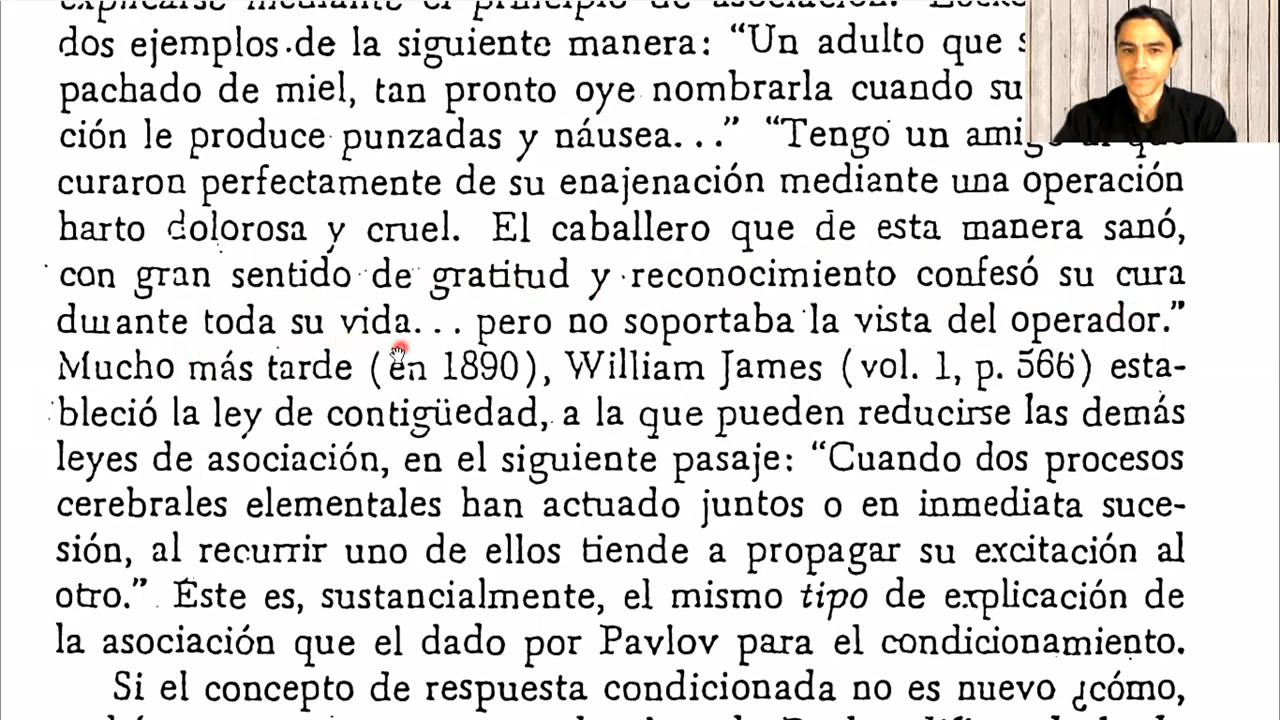 explicarse mediante el principio de asociación.
dos ejemplos de la siguiente manera: “Un adulto que
pachado de miel, tan pronto oye nombrarla cuando su
ción le produce punzadas y náusea...” “Tengo un
curaron perfectamente de su enajenación mediante una operación
harto dolorosa y cruel. El caballero que de esta manera sanó,
con gran sentido de gratitud y reconocimiento confesó su cura
durante toda su vida... pero no soportaba la vista del operador.”
Mucho más tarde (en 1890), William James (vol. 1, p. 566) esta-
bleció la ley de contigüedad, a la que pueden reducirse las demás
leyes de asociación, en el siguiente pasaje: “Cuando dos procesos
cerebrales elementales han actuado juntos o en inmediata suce-
sión, al recurrir uno de ellos tiende a propagar su excitación al
otro.” Éste es, sustancialmente, el mismo tipo de explicación de
la asociación que el dado por Pavlov para el condicionamiento.
Si el concepto de respuesta condicionada no es nuevo ¿cómo,